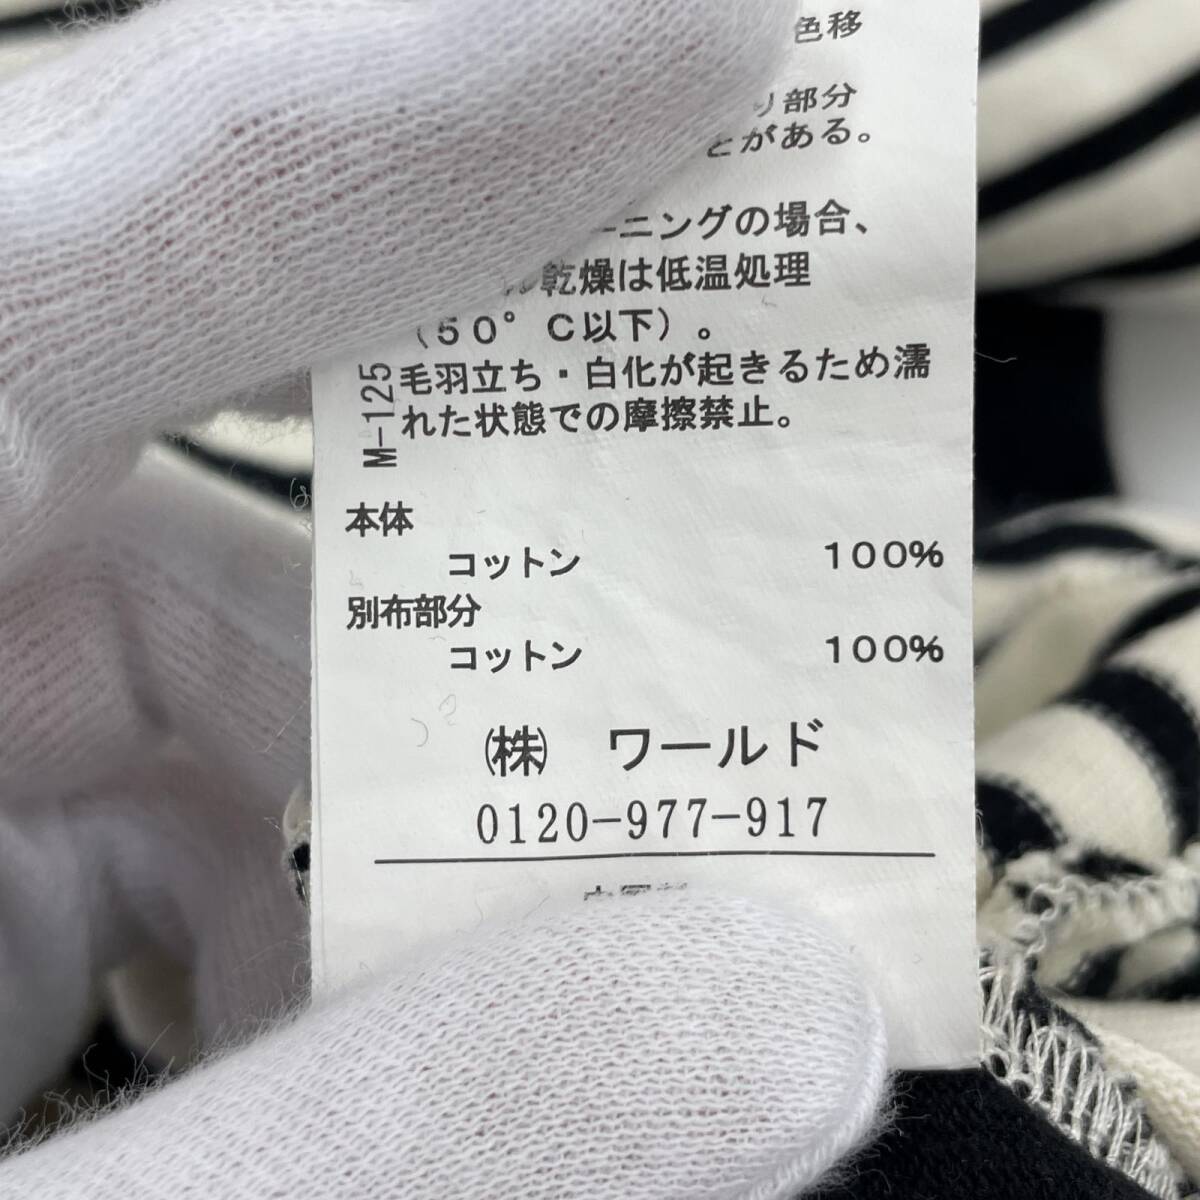 色移
り部分
とがある。
ーニングの場合、
乾燥は低温処理
(50°C以下)。
毛羽立ち・白化が起きるため濡
れた状態での摩擦禁止。
M-125
本体
コットン 100%
別布部分
コットン 100%
(株) ワールド
0120-977-917